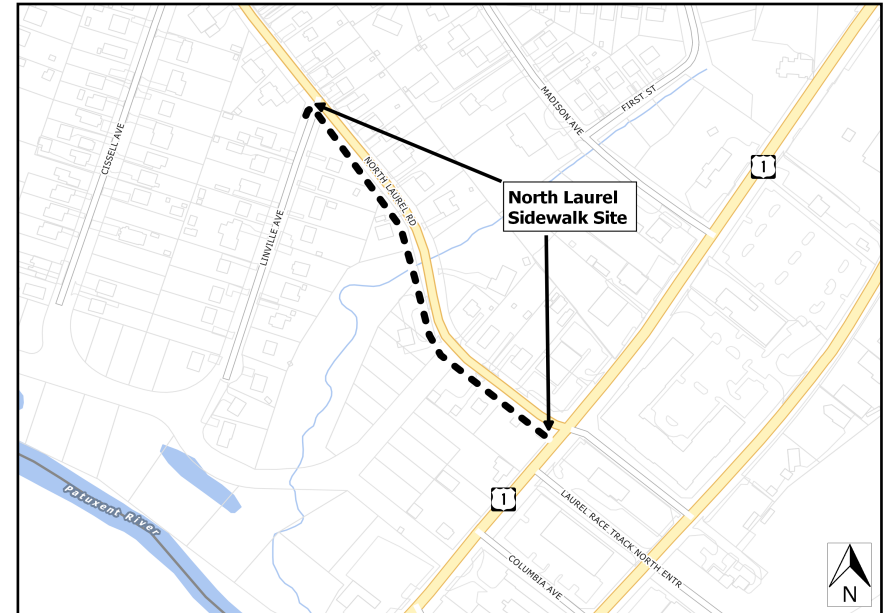 CISSELL AVE
LINVILLE AVE
NORTH LAUREL RD
MADISON AVE
FIRST ST
1
North Laurel
Sidewalk Site
1
LAUREL RACE TRACK NORTH ENTR
COLUMBIA AVE
Patuxent River
N